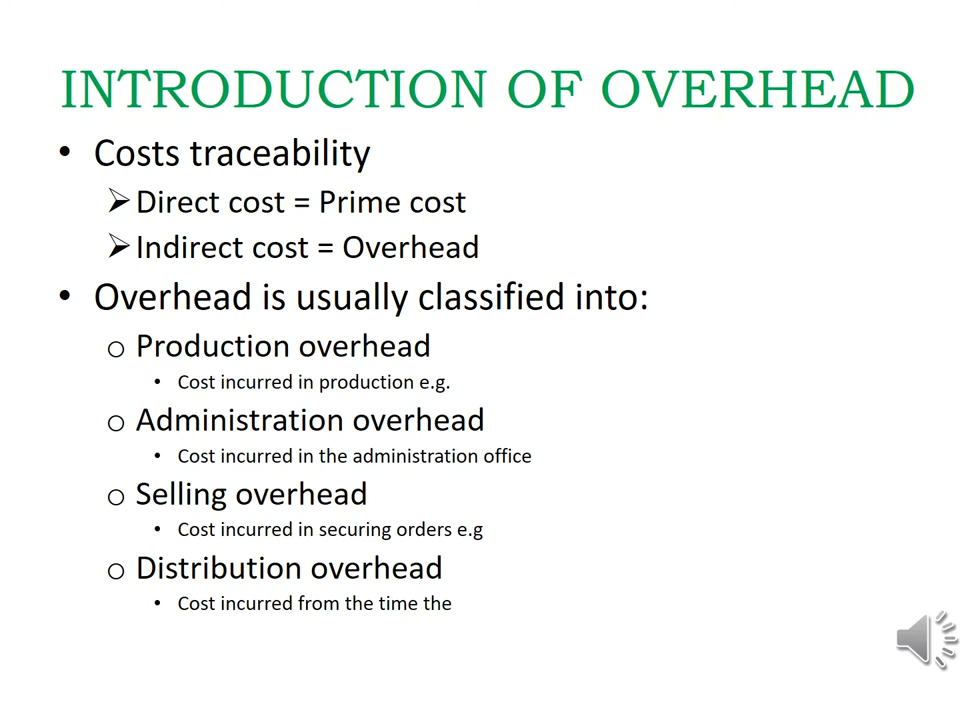 INTRODUCTION OF OVERHEAD
• Costs traceability
➢ Direct cost = Prime cost
➢ Indirect cost = Overhead
• Overhead is usually classified into:
o Production overhead
• Cost incurred in production e.g.
o Administration overhead
• Cost incurred in the administration office
o Selling overhead
• Cost incurred in securing orders e.g
o Distribution overhead
• Cost incurred from the time the